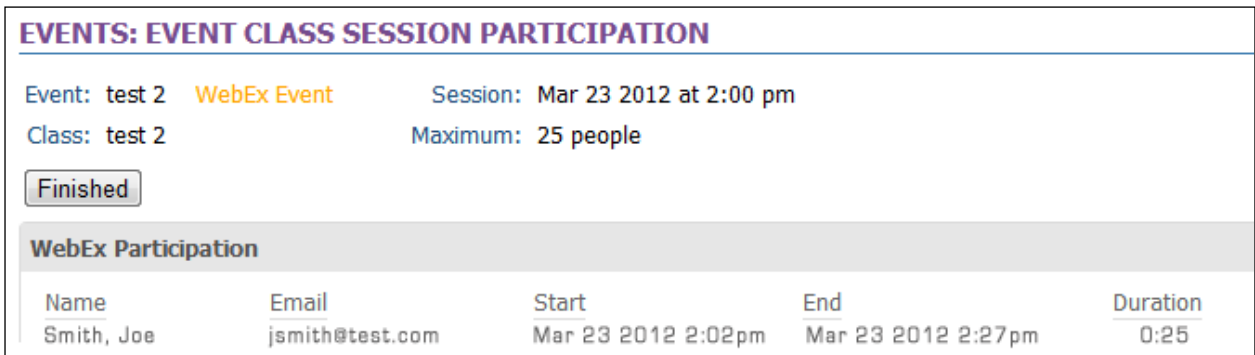 EVENTS: EVENT CLASS SESSION PARTICIPATION
Event: test 2 WebEx Event Session: Mar 23 2012 at 2:00 pm
Class: test 2 Maximum: 25 people
Finished
WebEx Participation
Name Email Start End Duration
Smith, Joe jsmith@test.com Mar 23 2012 2:02pm Mar 23 2012 2:27pm 0:25